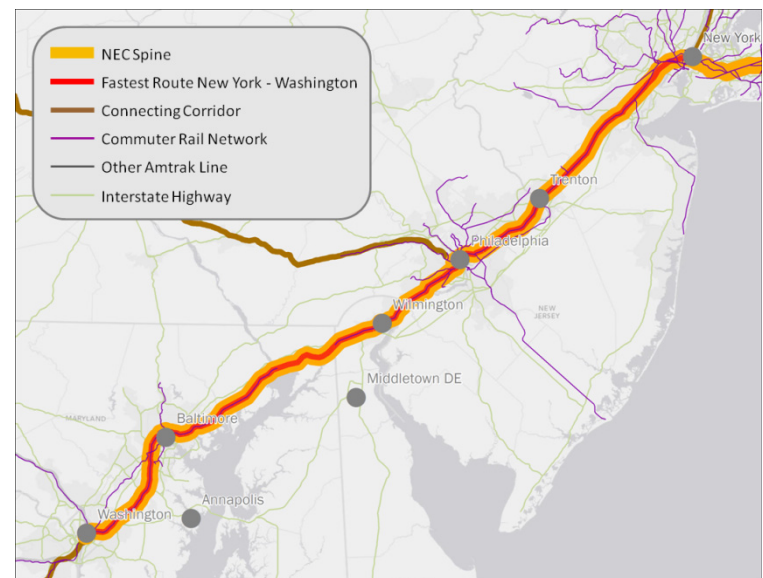 NEC Spine
Fastest Route New York - Washington
Connecting Corridor
Commuter Rail Network
Other Amtrak Line
Interstate Highway
New York
Trenton
Philadelphia
Wilmington
NEW
JERSEY
Middletown DE
MARYLAND
Baltimore
Annapolis
Washington